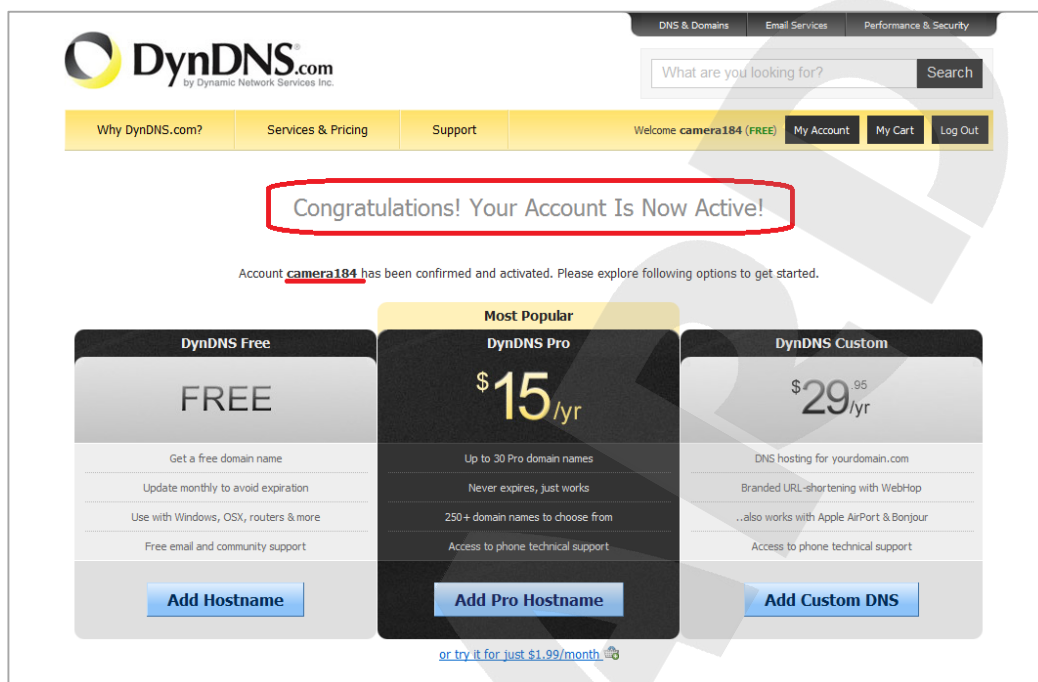 DNS & Domains Email Services Performance & Security
DynDNS.com
by Dynamic Network Services Inc.
What are you looking for? Search
Why DynDNS.com? Services & Pricing Support Welcome camera184 (FREE) My Account My Cart Log Out
Congratulations! Your Account Is Now Active!
Account camera184 has been confirmed and activated. Please explore following options to get started.
Most Popular
DynDNS Free
FREE
Get a free domain name
Update monthly to avoid expiration
Use with Windows, OSX, routers & more
Free email and community support
Add Hostname
DynDNS Pro
$15/yr
Up to 30 Pro domain names
Never expires, just works
250+ domain names to choose from
Access to phone technical support
Add Pro Hostname
or try it for just $1.99/month
DynDNS Custom
$29.95/yr
DNS hosting for yourdomain.com
Branded URL-shortening with WebHop
..also works with Apple AirPort & Bonjour
Access to phone technical support
Add Custom DNS